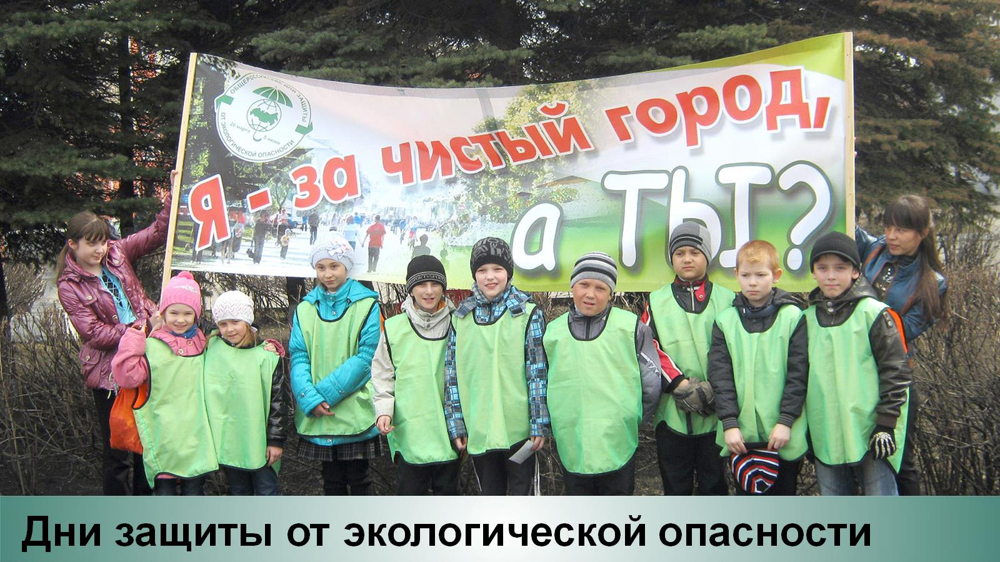 ОБЩЕРОССИЙСКИЕ ДНИ ЗАЩИТЫ
ОТ ЭКОЛОГИЧЕСКОЙ ОПАСНОСТИ
20 марта
5 июня
Я - за чистый город,
а ТЫ?
Дни защиты от экологической опасности